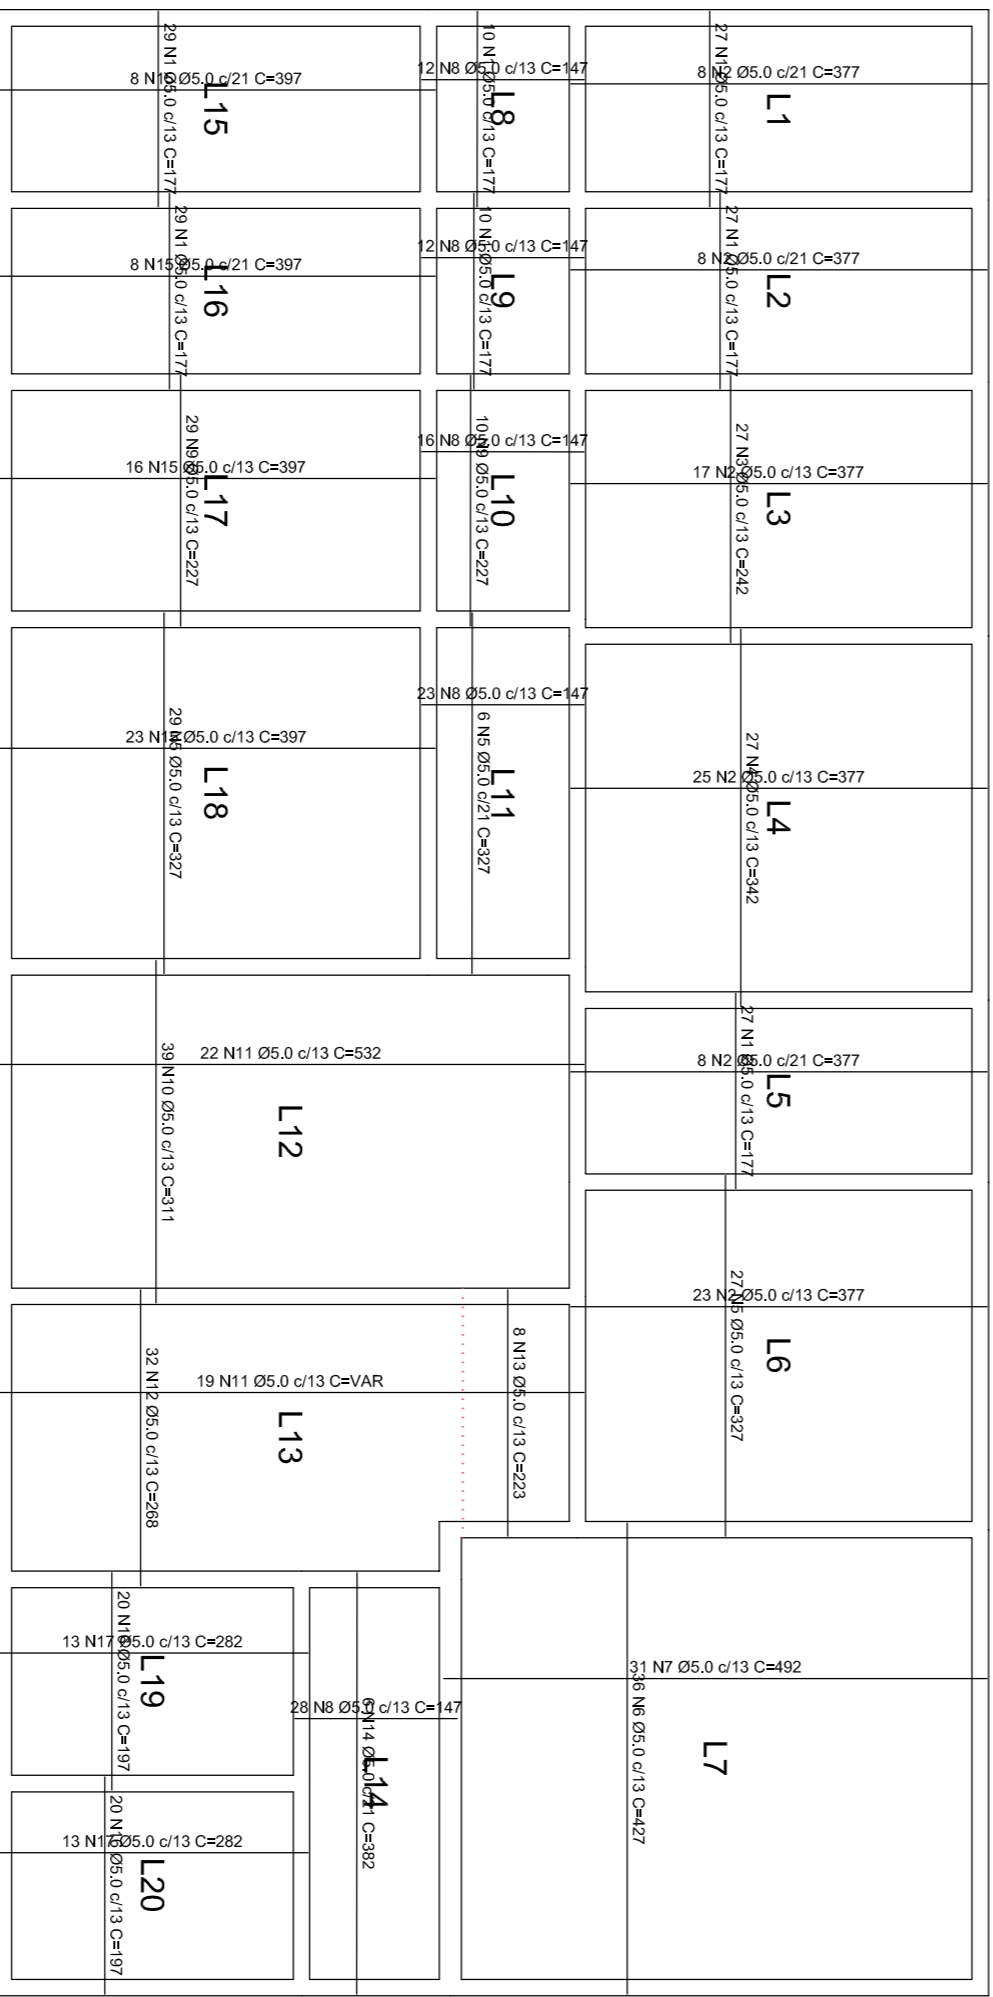 29 N1 Ø5.0 c/13 C=177
8 N15 Ø5.0 c/21 C=397
L15
10 N1 Ø5.0 c/13 C=177
12 N8 Ø5.0 c/13 C=147
L8
27 N1 Ø5.0 c/13 C=177
8 N2 Ø5.0 c/21 C=377
L1
29 N1 Ø5.0 c/13 C=177
8 N15 Ø5.0 c/21 C=397
L16
10 N1 Ø5.0 c/13 C=177
12 N8 Ø5.0 c/13 C=147
L9
27 N1 Ø5.0 c/13 C=177
8 N2 Ø5.0 c/21 C=377
L2
29 N9 Ø5.0 c/13 C=227
16 N15 Ø5.0 c/13 C=397
L17
10 N9 Ø5.0 c/13 C=227
16 N8 Ø5.0 c/13 C=147
L10
27 N3 Ø5.0 c/13 C=242
17 N2 Ø5.0 c/13 C=377
L3
29 N5 Ø5.0 c/13 C=327
23 N15 Ø5.0 c/13 C=397
L18
23 N8 Ø5.0 c/13 C=147
6 N5 Ø5.0 c/21 C=327
L11
27 N4 Ø5.0 c/13 C=342
25 N2 Ø5.0 c/13 C=377
L4
39 N10 Ø5.0 c/13 C=311
22 N11 Ø5.0 c/13 C=532
L12
27 N1 Ø5.0 c/13 C=177
8 N2 Ø5.0 c/21 C=377
L5
27 N5 Ø5.0 c/13 C=327
23 N2 Ø5.0 c/13 C=377
L6
32 N12 Ø5.0 c/13 C=268
19 N11 Ø5.0 c/13 C=VAR
L13
8 N13 Ø5.0 c/13 C=223
20 N16 Ø5.0 c/13 C=197
13 N17 Ø5.0 c/13 C=282
L19
28 N8 Ø5.0 c/13 C=147
6 N14 Ø5.0 c/21 C=382
L14
31 N7 Ø5.0 c/13 C=492
36 N6 Ø5.0 c/13 C=427
L7
20 N16 Ø5.0 c/13 C=197
13 N17 Ø5.0 c/13 C=282
L20